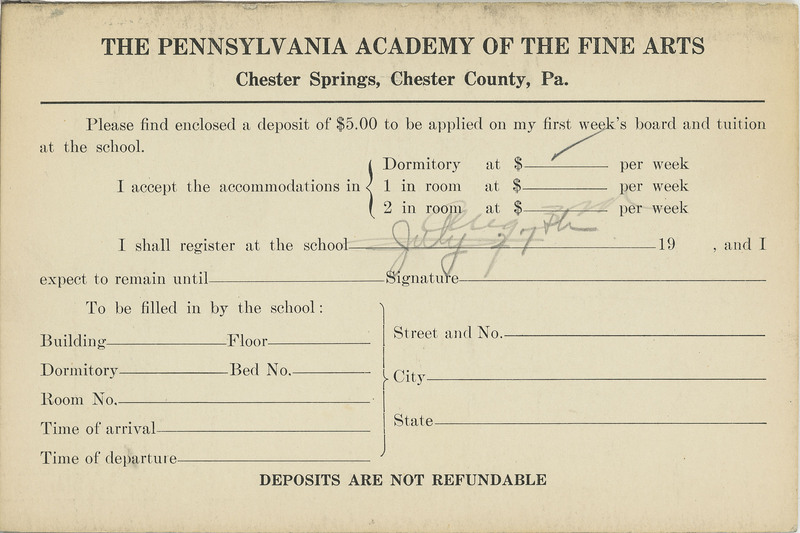 THE PENNSYLVANIA ACADEMY OF THE FINE ARTS
Chester Springs, Chester County, Pa.
Please find enclosed a deposit of $5.00 to be applied on my first week's board and tuition
at the school.
Dormitory at $ per week
I accept the accommodations in 1 in room at $ per week
2 in room at $ per week
Aug 2nd
July 27th
I shall register at the school 19 , and I
expect to remain until Signature
To be filled in by the school:
Building Floor
Street and No.
Dormitory Bed No.
City
Room No.
State
Time of arrival
Time of departure
DEPOSITS ARE NOT REFUNDABLE